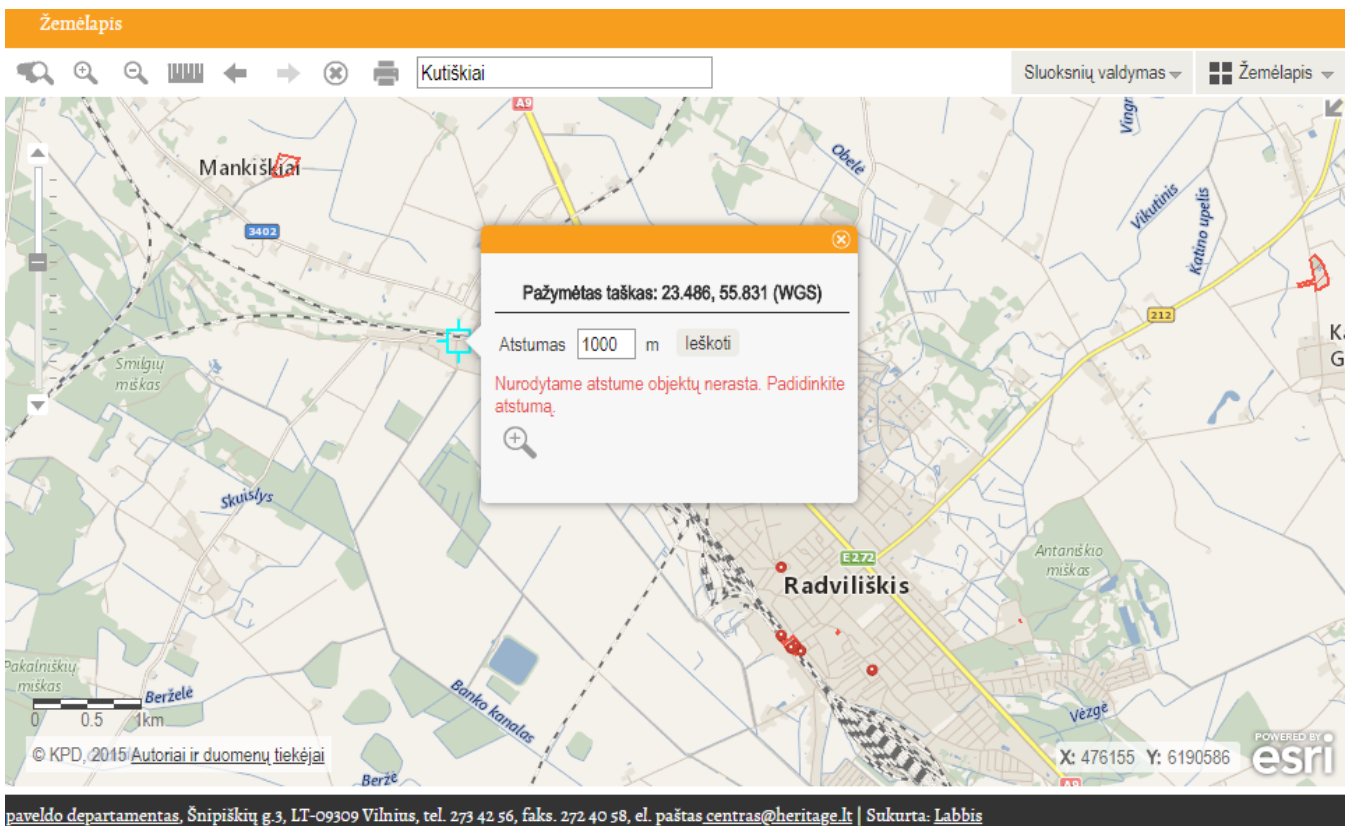 Žemėlapis
Kutiškiai
Sluoksnių valdymas
Žemėlapis
A9
Vingr
Mankiškiai
Obelė
Vikutinis
Katino upelis
3402
Pažymėtas taškas: 23.486, 55.831 (WGS)
212
Atstumas 1000 m Ieškoti
Ka
G
Smilgių
miškas
Nurodytame atstume objektų nerasta. Padidinkite
atstumą.
Skuislys
E272
Antaniškio
miškas
Radviliškis
Pakalniškių
miškas
Berželė
Banko kanalas
0 0.5 1km
Vėzgė
© KPD, 2015 Autoriai ir duomenų tiekėjai
X: 476155 Y: 6190586
POWERED BY
esri
Beržė
A9
paveldo departamentas, Šnipiškių g.3, LT-09309 Vilnius, tel. 273 42 56, faks. 272 40 58, el. paštas centras@heritage.lt | Sukurta: Labbis